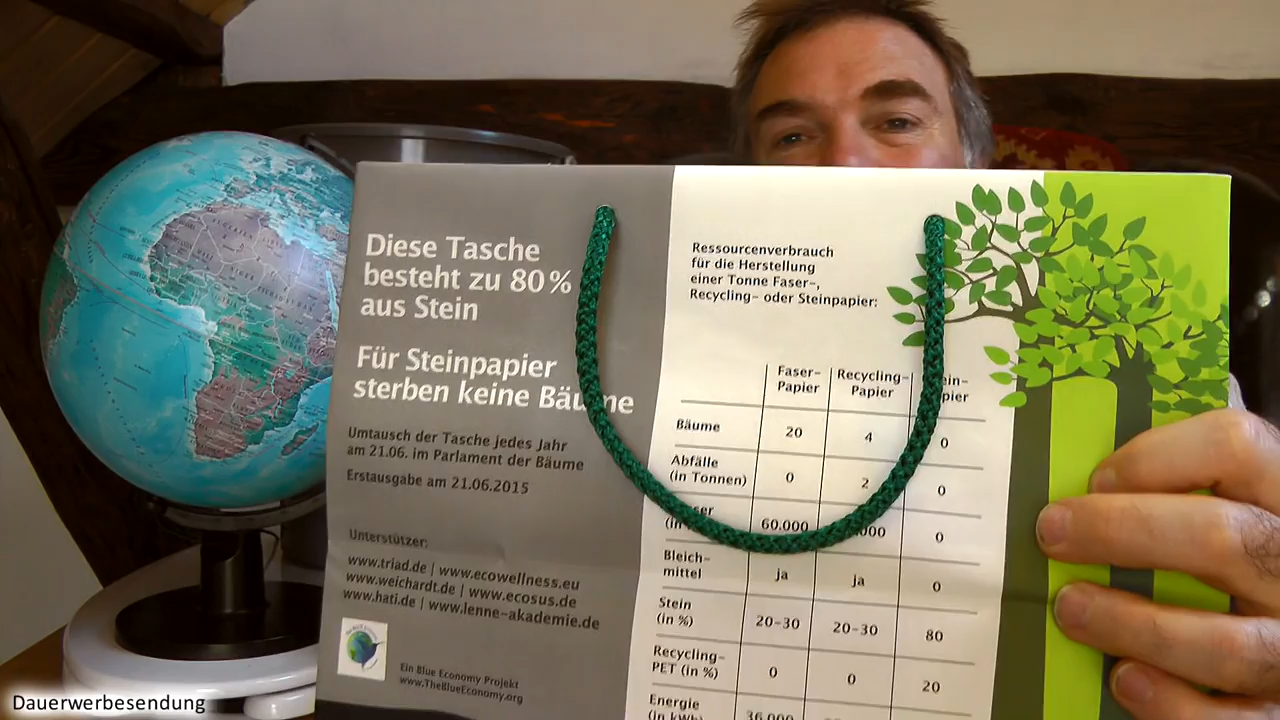 Diese Tasche
besteht zu 80%
aus Stein
Für Steinpapier
sterben keine
Umtausch der Tasche jedes Jahr
am 21.06. im Parlament der Bäume
Erstausgabe am 21.06.2015
Unterstützer:
www.triad.de | www.ecowellness.eu
www.weichardt.de | www.ecosus.de
www.hati.de | www.lenne-akademie.de
Ein Blue Economy Projekt
www.TheBlueEconomy.org
Ressourcenverbrauch
für die Herstellung
einer Tonne Faser-,
Recycling- oder Steinpapier:
Faser-
Papier
Recycling-
Papier
Bäume 20 4 0
Abfälle
(in Tonnen) 0 2 0
60.000 0
Bleich-
mittel ja ja 0
Stein
(in %) 20-30 20-30 80
Recycling-
PET (in %) 0 0 20
Energie
(in kWh) 36.000
Dauerwerbesendung